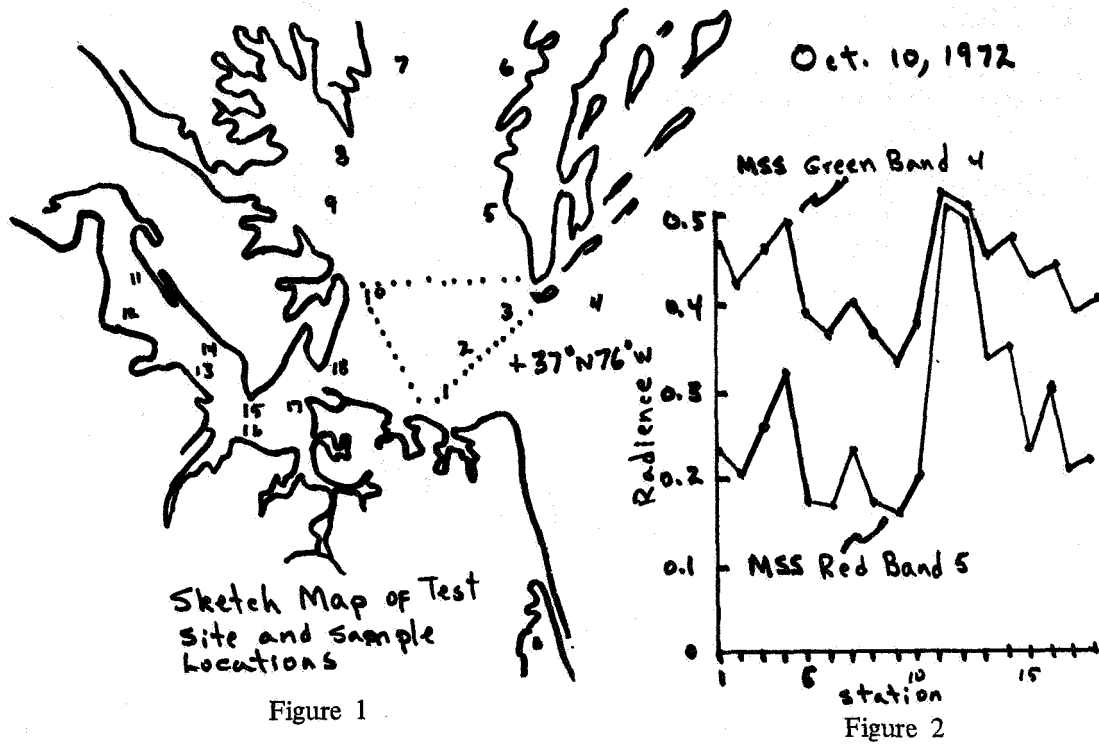 7
6
Oct. 10, 1972
8
MSS Green Band 4
9
5
0.5
11
10
3
4
0.4
12
14
2
+37°N76°W
13
18
1
15
17
0.3
16
Radience
0.2
0.1
MSS Red Band 5
Sketch Map of Test
Site and Sample
Locations
0
1
5
10
15
station
Figure 1
Figure 2